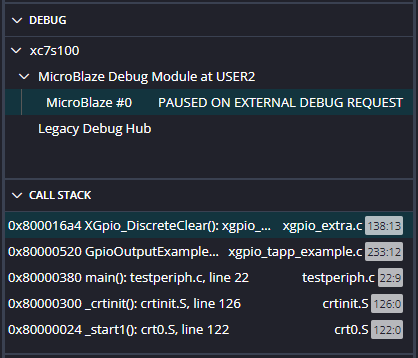 DEBUG
xc7s100
MicroBlaze Debug Module at USER2
MicroBlaze #0 PAUSED ON EXTERNAL DEBUG REQUEST
Legacy Debug Hub
CALL STACK
0x800016a4 XGpio_DiscreteClear(): xgpio_... xgpio_extra.c 138:13
0x80000520 GpioOutputExample... xgpio_tapp_example.c 233:12
0x80000380 main(): testperiph.c, line 22 testperiph.c 22:9
0x80000300 _crtinit(): crtinit.S, line 126 crtinit.S 126:0
0x80000024 _start1(): crt0.S, line 122 crt0.S 122:0